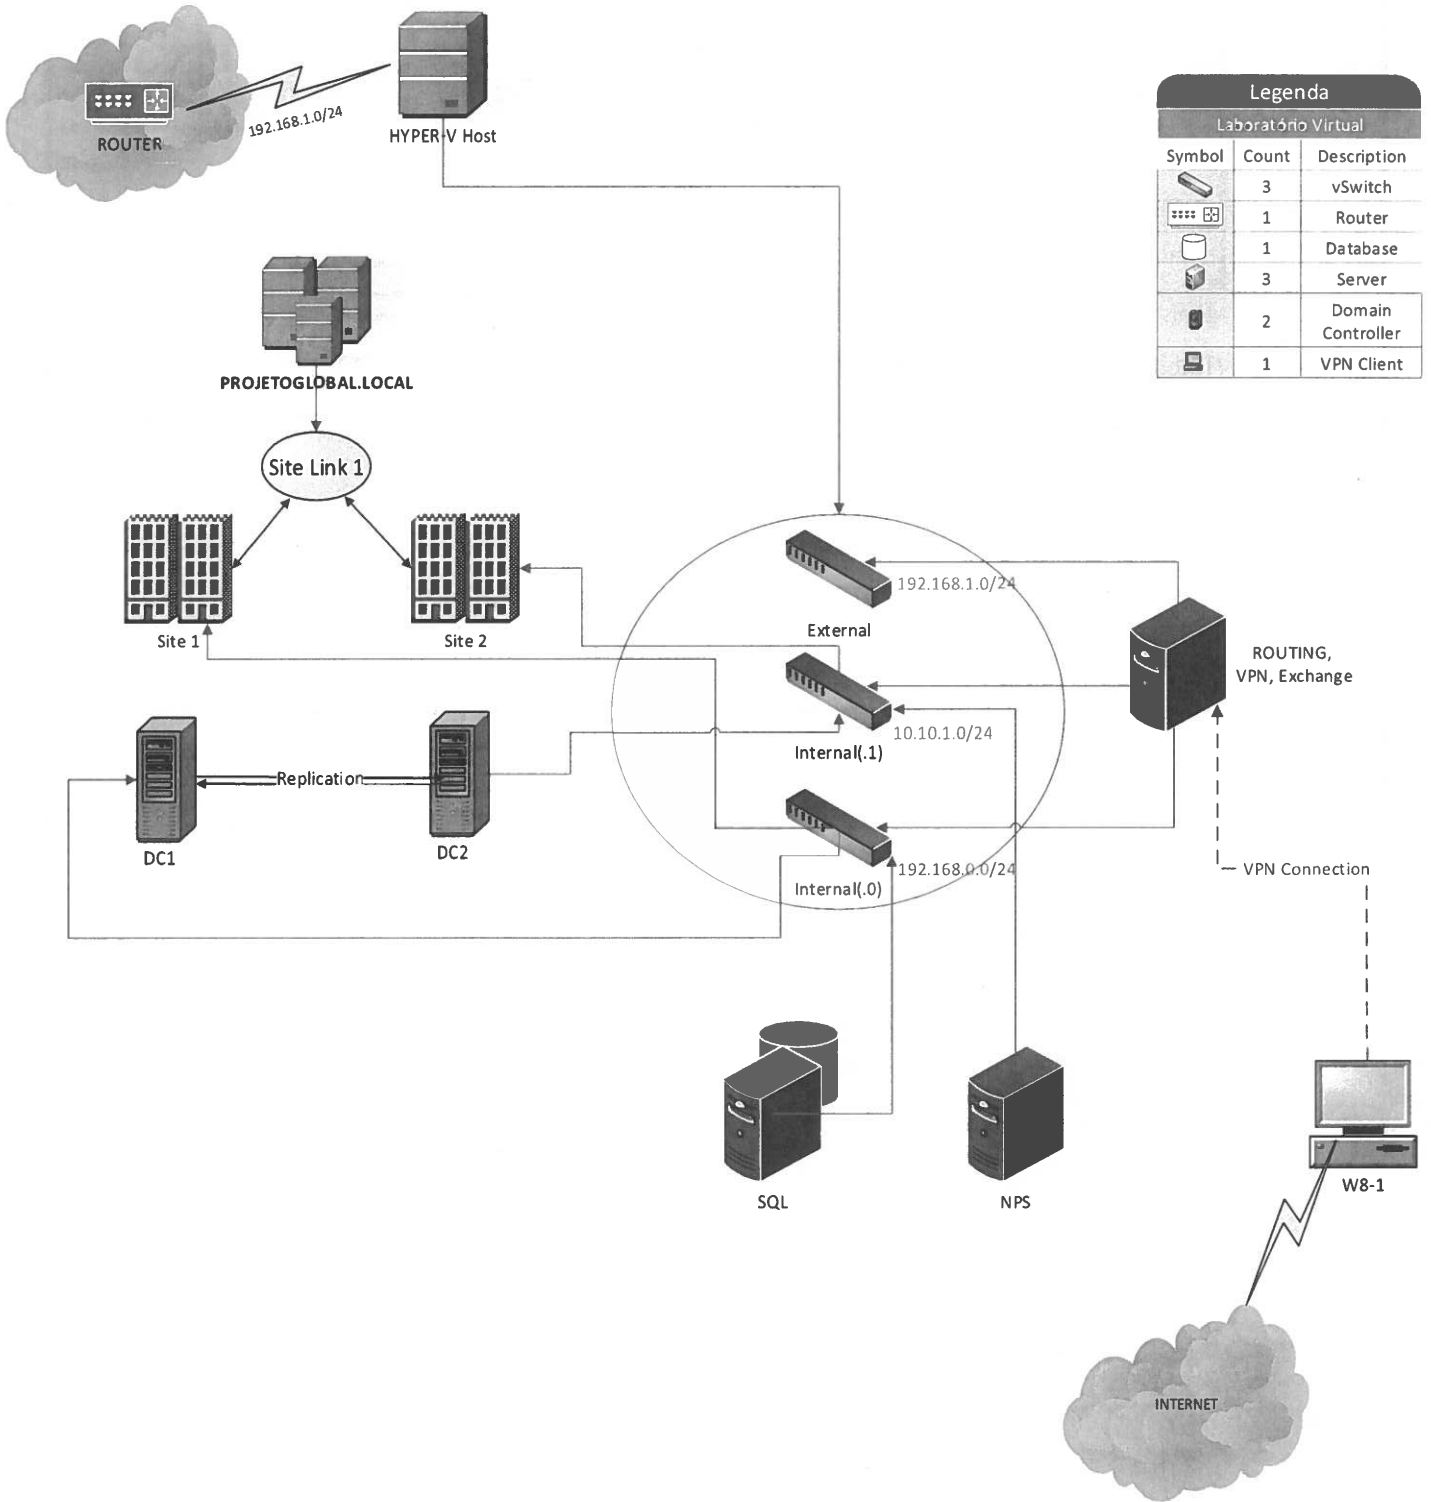 ROUTER
192.168.1.0/24
HYPER-V Host
Legenda
Laboratório Virtual
Symbol Count Description
3 vSwitch
1 Router
1 Database
3 Server
2 Domain
Controller
1 VPN Client
PROJETOGLOBAL.LOCAL
Site Link 1
Site 1
Site 2
192.168.1.0/24
External
ROUTING,
VPN, Exchange
10.10.1.0/24
Internal(.1)
Replication
DC1
DC2
192.168.0.0/24
Internal(.0)
VPN Connection
SQL
NPS
W8-1
INTERNET